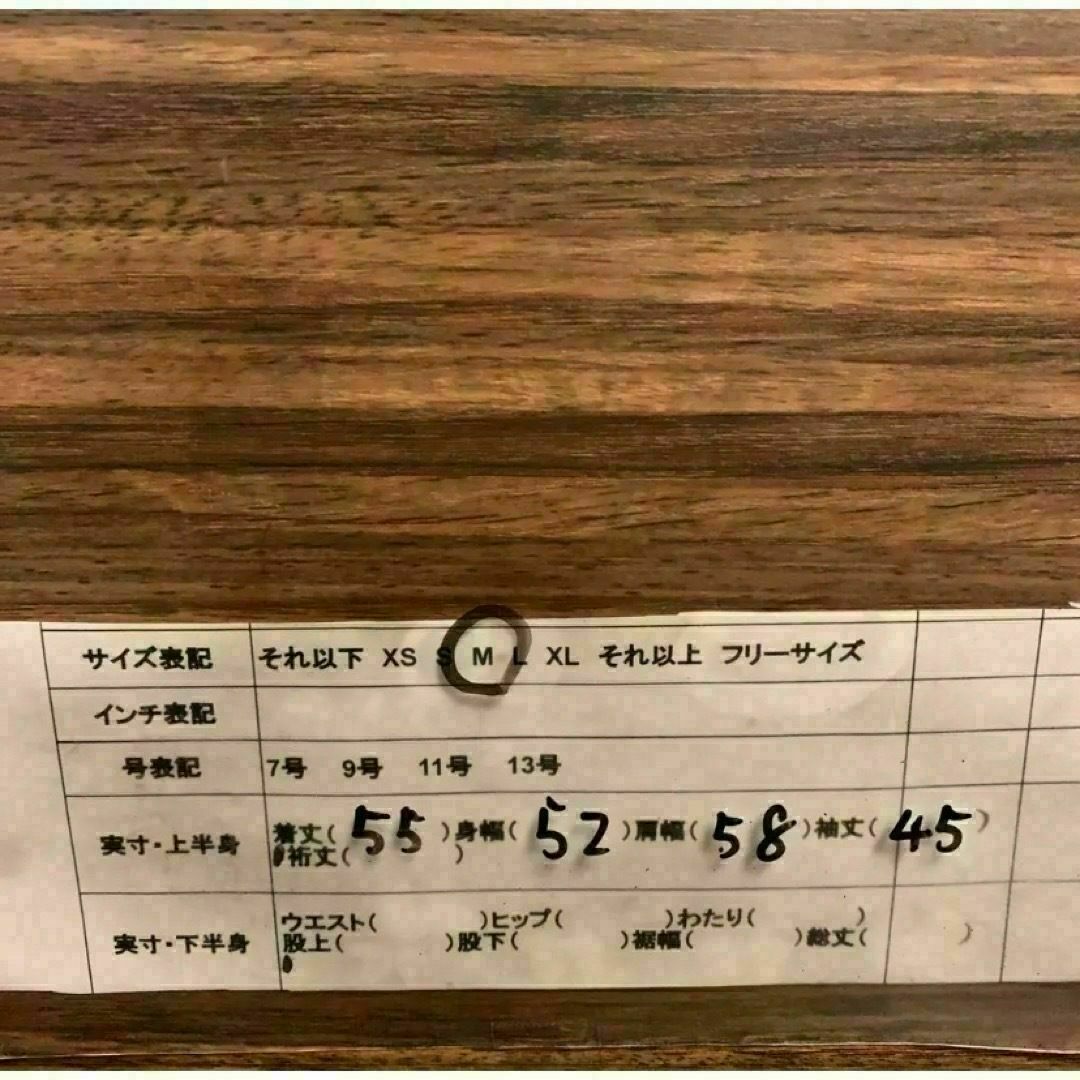 サイズ表記 それ以下 XS S M L XL それ以上 フリーサイズ
インチ表記
号表記 7号 9号 11号 13号
実寸・上半身 着丈( 55 )身幅( 52 )肩幅( 58 )袖丈( 45 )
裄丈( )
実寸・下半身 ウエスト( )ヒップ( )わたり( )
股上( )股下( )裾幅( )総丈( )